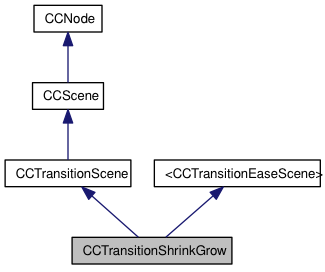 CCNode
CCScene
CCTransitionScene
<CCTransitionEaseScene>
CCTransitionShrinkGrow